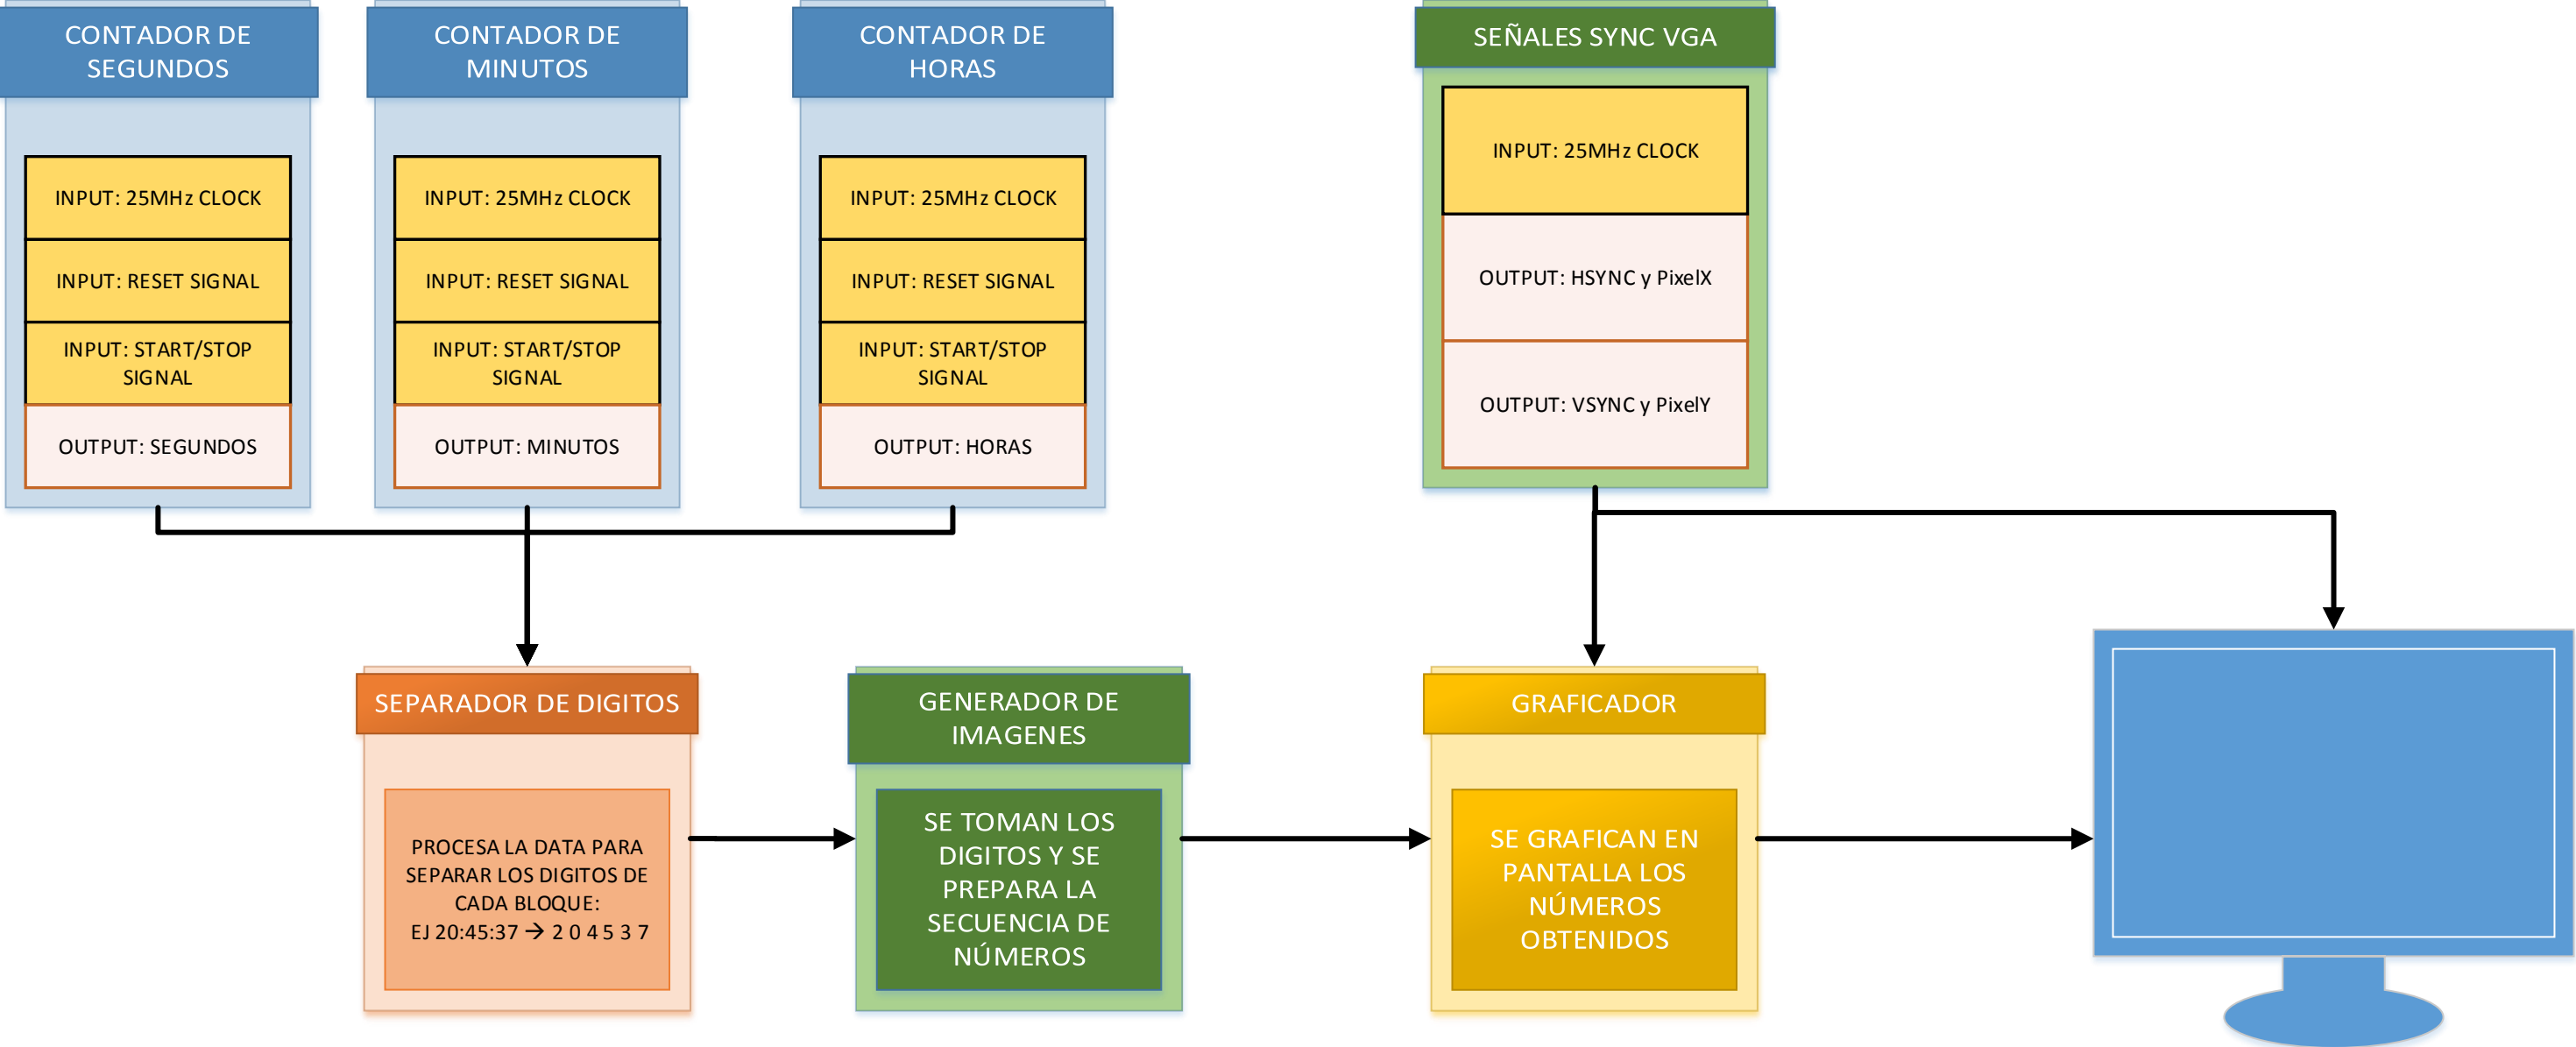 CONTADOR DE
SEGUNDOS
INPUT: 25MHz CLOCK
INPUT: RESET SIGNAL
INPUT: START/STOP
SIGNAL
OUTPUT: SEGUNDOS
CONTADOR DE
MINUTOS
INPUT: 25MHz CLOCK
INPUT: RESET SIGNAL
INPUT: START/STOP
SIGNAL
OUTPUT: MINUTOS
CONTADOR DE
HORAS
INPUT: 25MHz CLOCK
INPUT: RESET SIGNAL
INPUT: START/STOP
SIGNAL
OUTPUT: HORAS
SEÑALES SYNC VGA
INPUT: 25MHz CLOCK
OUTPUT: HSYNC y PixelX
OUTPUT: VSYNC y PixelY
SEPARADOR DE DIGITOS
PROCESA LA DATA PARA
SEPARAR LOS DIGITOS DE
CADA BLOQUE:
EJ 20:45:37 → 2 0 4 5 3 7
GENERADOR DE
IMAGENES
SE TOMAN LOS
DIGITOS Y SE
PREPARA LA
SECUENCIA DE
NÚMEROS
GRAFICADOR
SE GRAFICAN EN
PANTALLA LOS
NÚMEROS
OBTENIDOS